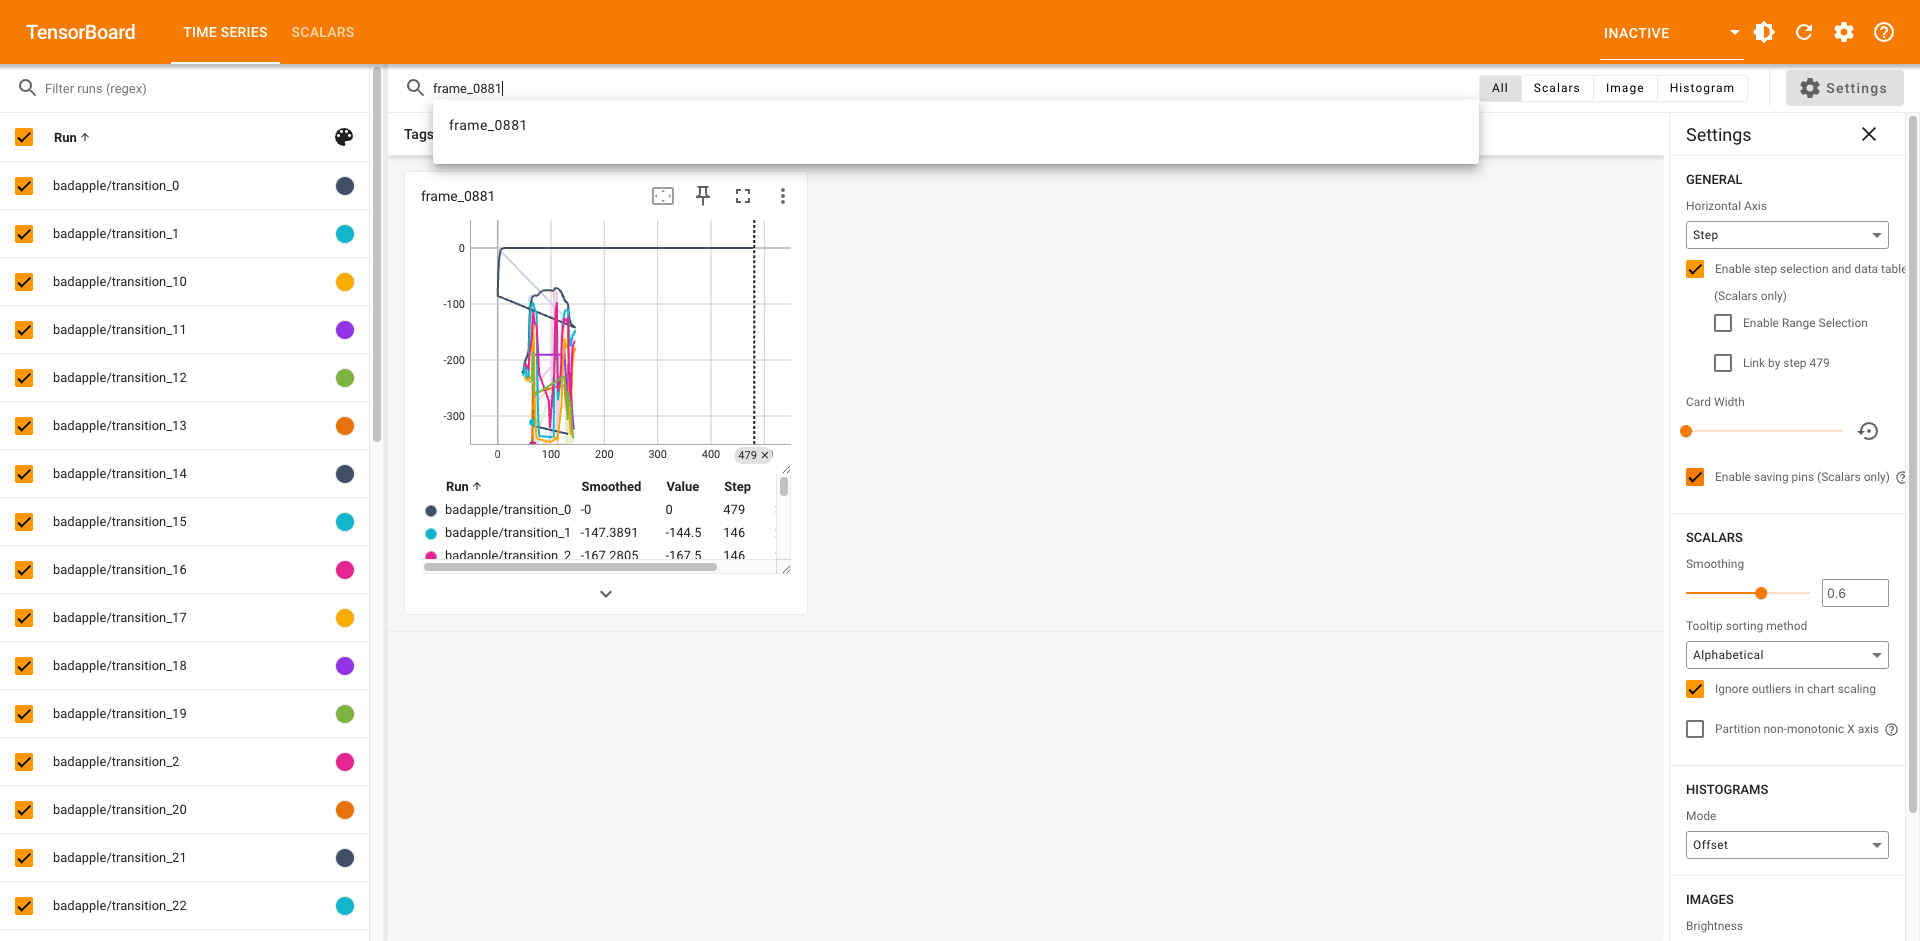 TensorBoard
TIME SERIES
SCALARS
INACTIVE
Filter runs (regex)
frame_0881
All
Scalars
Image
Histogram
Settings
frame_0881
Tags
Run
badapple/transition_0
badapple/transition_1
badapple/transition_10
badapple/transition_11
badapple/transition_12
badapple/transition_13
badapple/transition_14
badapple/transition_15
badapple/transition_16
badapple/transition_17
badapple/transition_18
badapple/transition_19
badapple/transition_2
badapple/transition_20
badapple/transition_21
badapple/transition_22
frame_0881
0
-100
-200
-300
0 100 200 300 400 479
Run Smoothed Value Step
badapple/transition_0 -0 0 479
badapple/transition_1 -147.3891 -144.5 146
badapple/transition_2 -167.2805 -167.5 146
Settings
GENERAL
Horizontal Axis
Step
Enable step selection and data table
(Scalars only)
Enable Range Selection
Link by step 479
Card Width
Enable saving pins (Scalars only)
SCALARS
Smoothing
0.6
Tooltip sorting method
Alphabetical
Ignore outliers in chart scaling
Partition non-monotonic X axis
HISTOGRAMS
Mode
Offset
IMAGES
Brightness